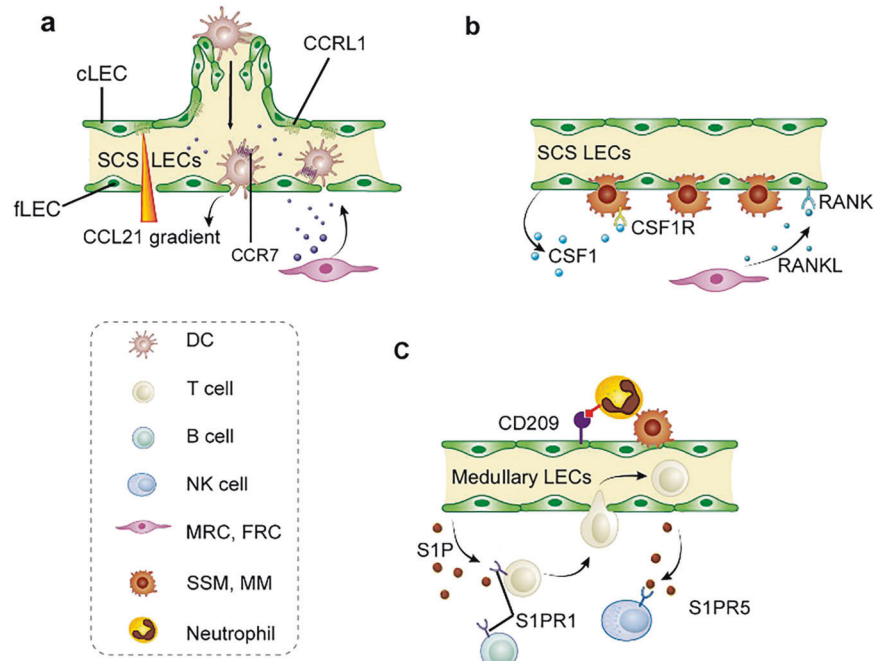 a
CCRL1
cLEC
SCS LECs
fLEC
CCL21 gradient
CCR7
b
SCS LECs
RANK
CSF1R
CSF1
RANKL
DC
T cell
B cell
NK cell
MRC, FRC
SSM, MM
Neutrophil
C
CD209
Medullary LECs
S1P
S1PR1
S1PR5